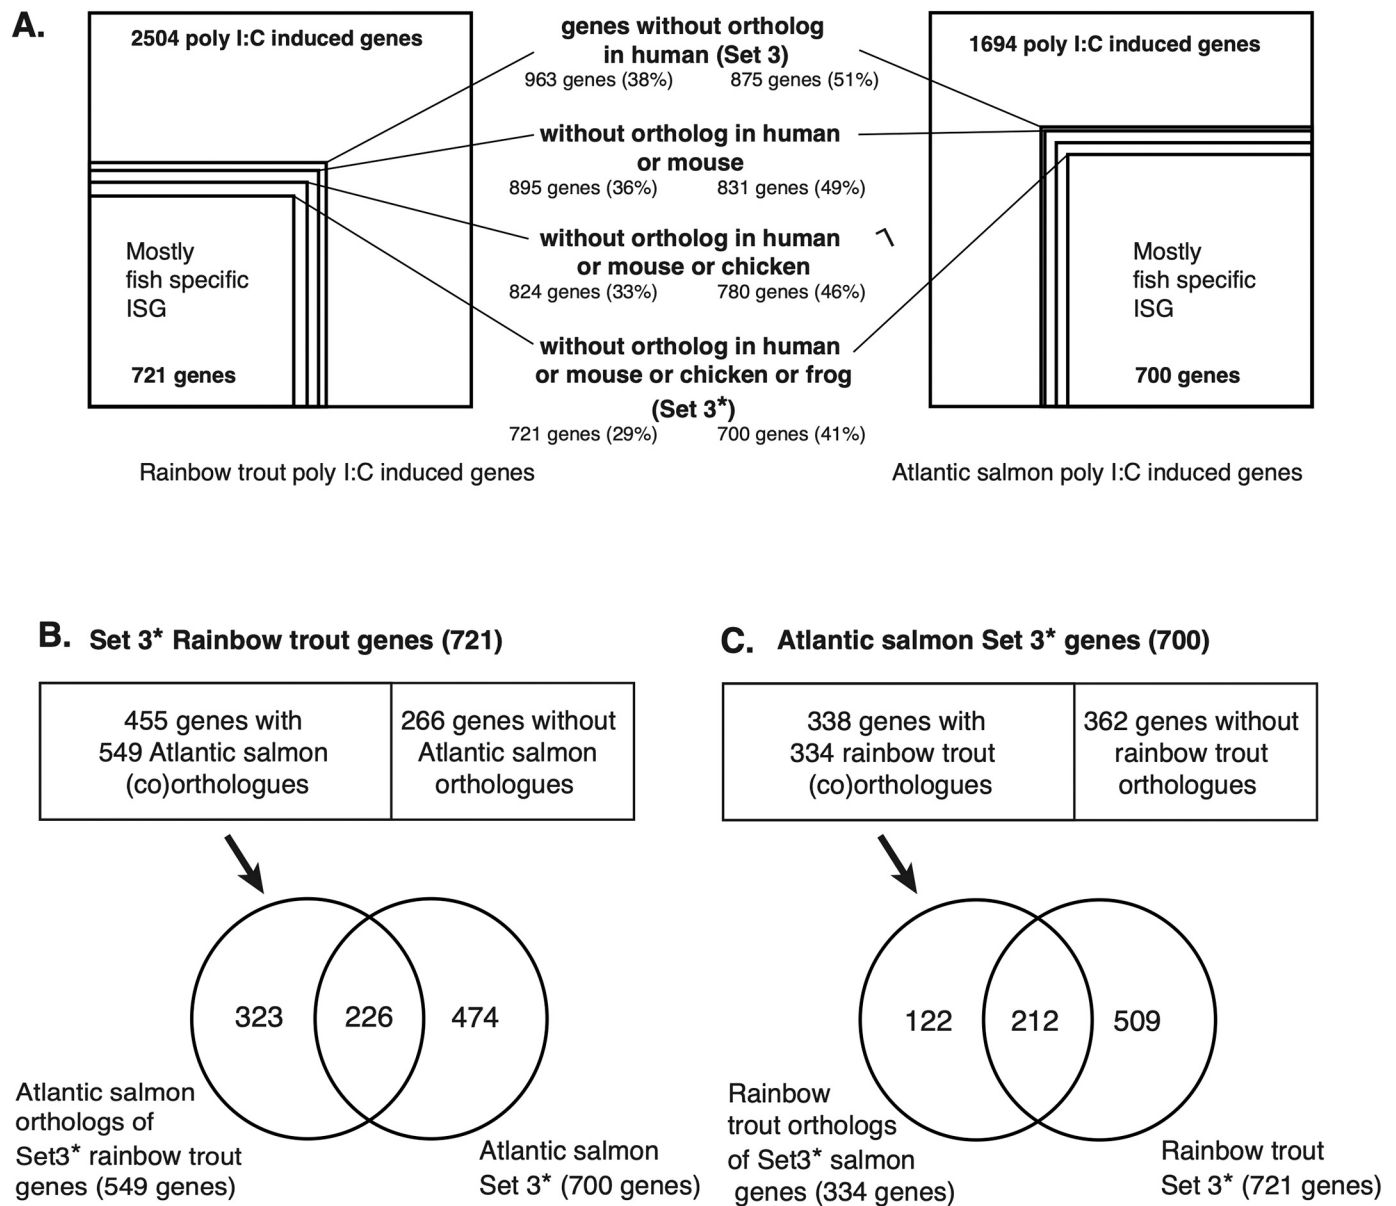 A.
2504 poly I:C induced genes
genes without ortholog
in human (Set 3)
963 genes (38%) 875 genes (51%)
1694 poly I:C induced genes
without ortholog in human
or mouse
895 genes (36%) 831 genes (49%)
without ortholog in human
or mouse or chicken
824 genes (33%) 780 genes (46%)
without ortholog in human
or mouse or chicken or frog
(Set 3*)
721 genes (29%) 700 genes (41%)
Mostly
fish specific
ISG
721 genes
Mostly
fish specific
ISG
700 genes
Rainbow trout poly I:C induced genes
Atlantic salmon poly I:C induced genes
B. Set 3* Rainbow trout genes (721)
455 genes with
549 Atlantic salmon
(co)orthologues
266 genes without
Atlantic salmon
orthologues
323 226 474
Atlantic salmon
orthologs of
Set3* rainbow trout
genes (549 genes)
Atlantic salmon
Set 3* (700 genes)
C. Atlantic salmon Set 3* genes (700)
338 genes with
334 rainbow trout
(co)orthologues
362 genes without
rainbow trout
orthologues
122 212 509
Rainbow
trout orthologs
of Set3* salmon
genes (334 genes)
Rainbow trout
Set 3* (721 genes)